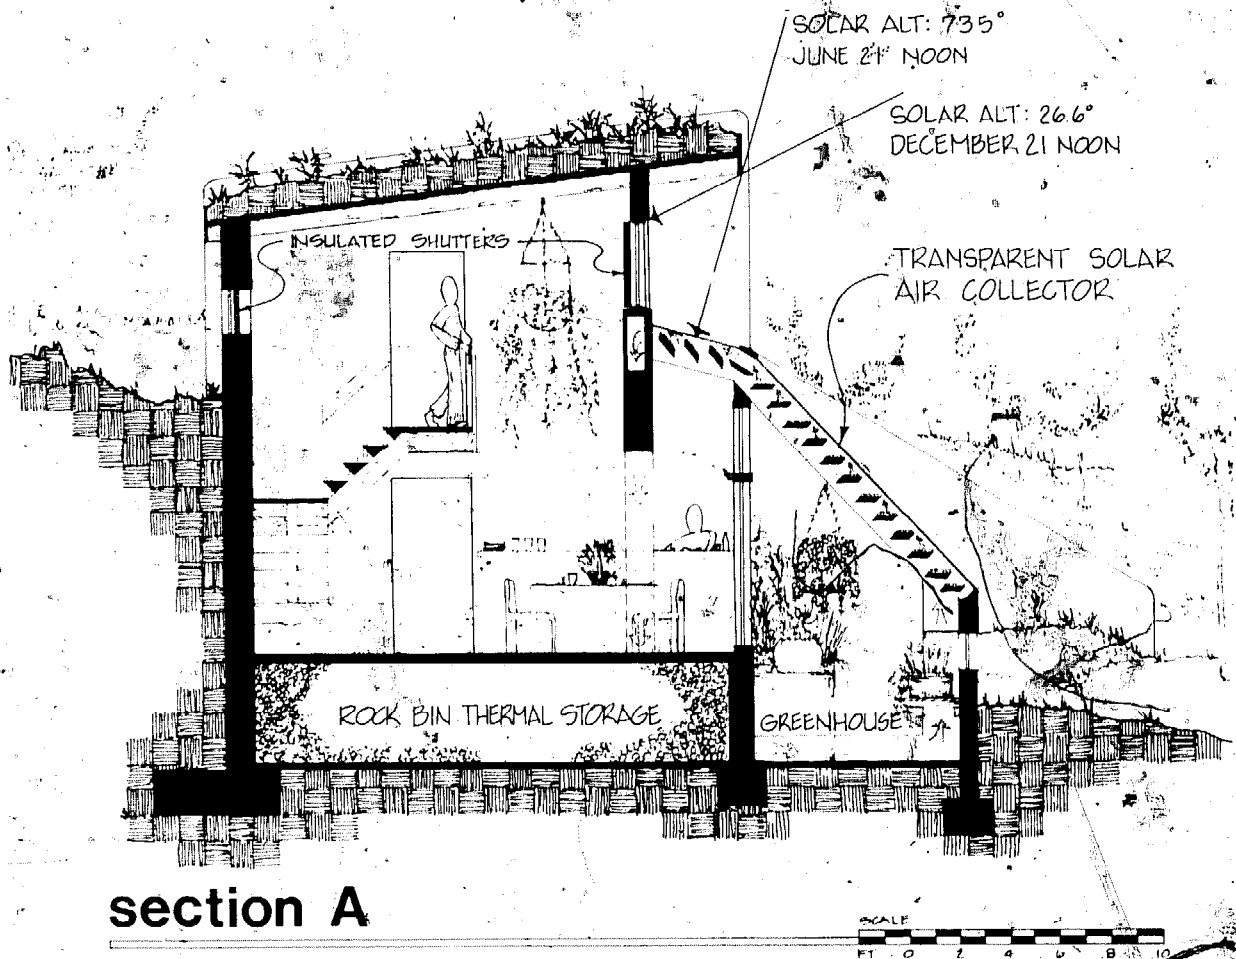 SOLAR ALT: 73.5°
JUNE 21 NOON
SOLAR ALT: 26.6°
DECEMBER 21 NOON
INSULATED SHUTTERS
TRANSPARENT SOLAR
AIR COLLECTOR
ROCK BIN THERMAL STORAGE
GREENHOUSE
section A
SCALE
FT 0 2 4 6 8 10